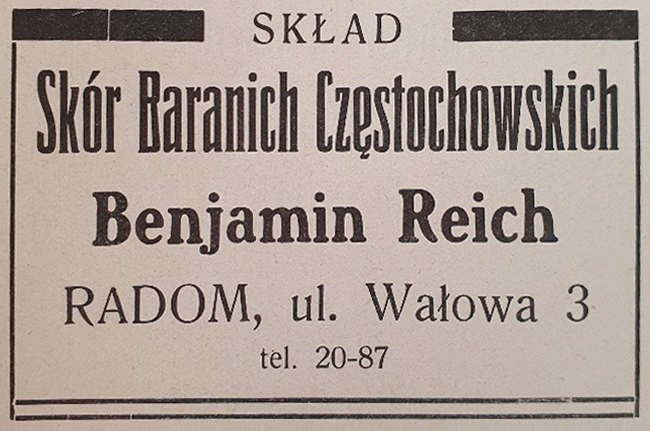 SKŁAD
Skór Baranich Częstochowskich
Benjamin Reich
RADOM, ul. Wałowa 3
tel. 20-87